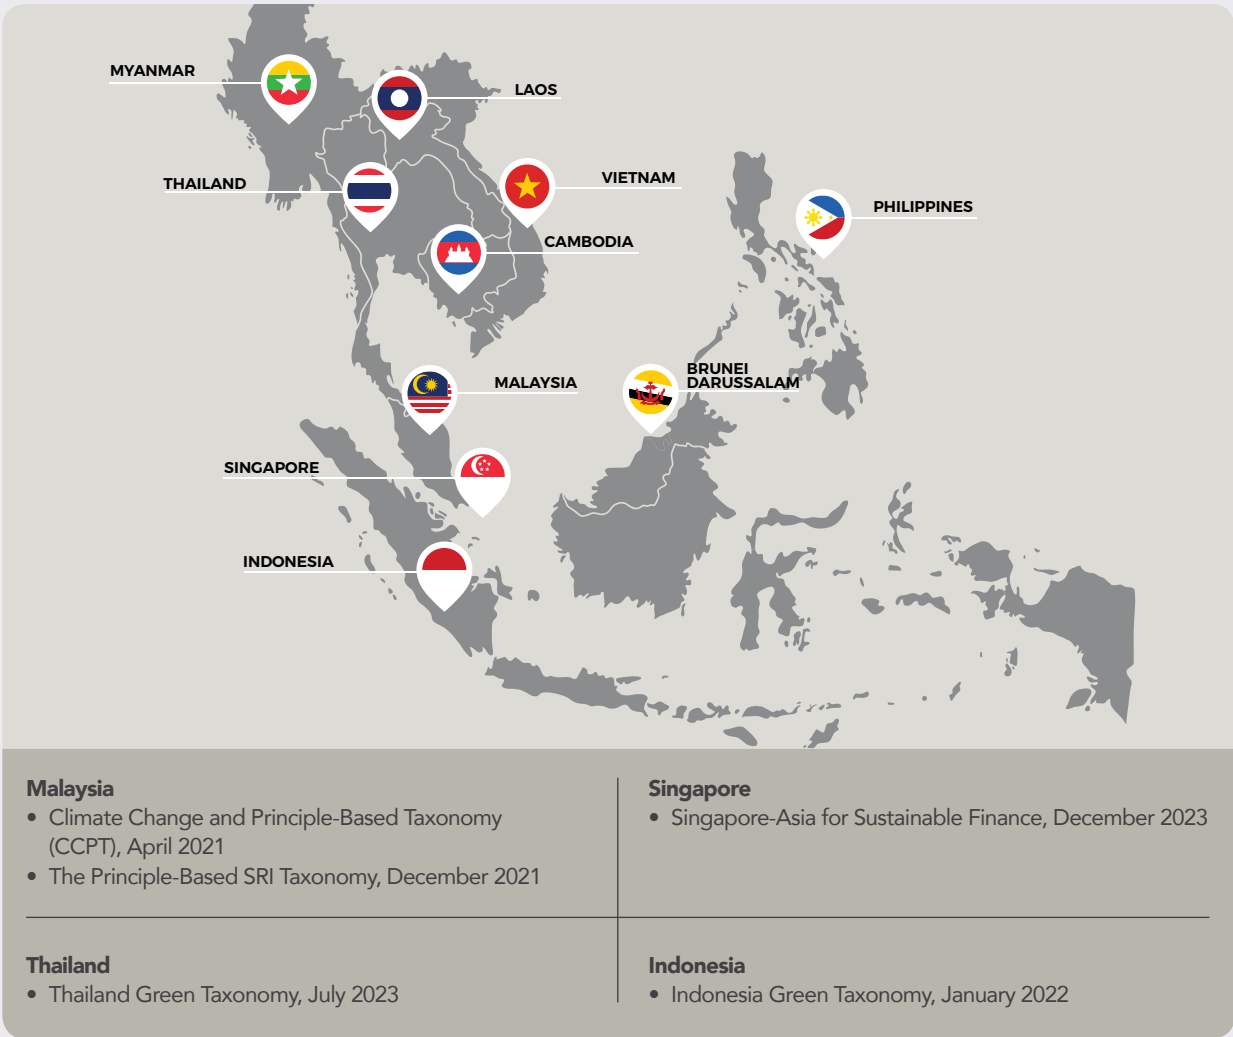 MYANMAR
LAOS
THAILAND
VIETNAM
PHILIPPINES
CAMBODIA
BRUNEI
DARUSSALAM
MALAYSIA
SINGAPORE
INDONESIA
Malaysia
• Climate Change and Principle-Based Taxonomy
(CCPT), April 2021
• The Principle-Based SRI Taxonomy, December 2021
Singapore
• Singapore-Asia for Sustainable Finance, December 2023
Thailand
• Thailand Green Taxonomy, July 2023
Indonesia
• Indonesia Green Taxonomy, January 2022